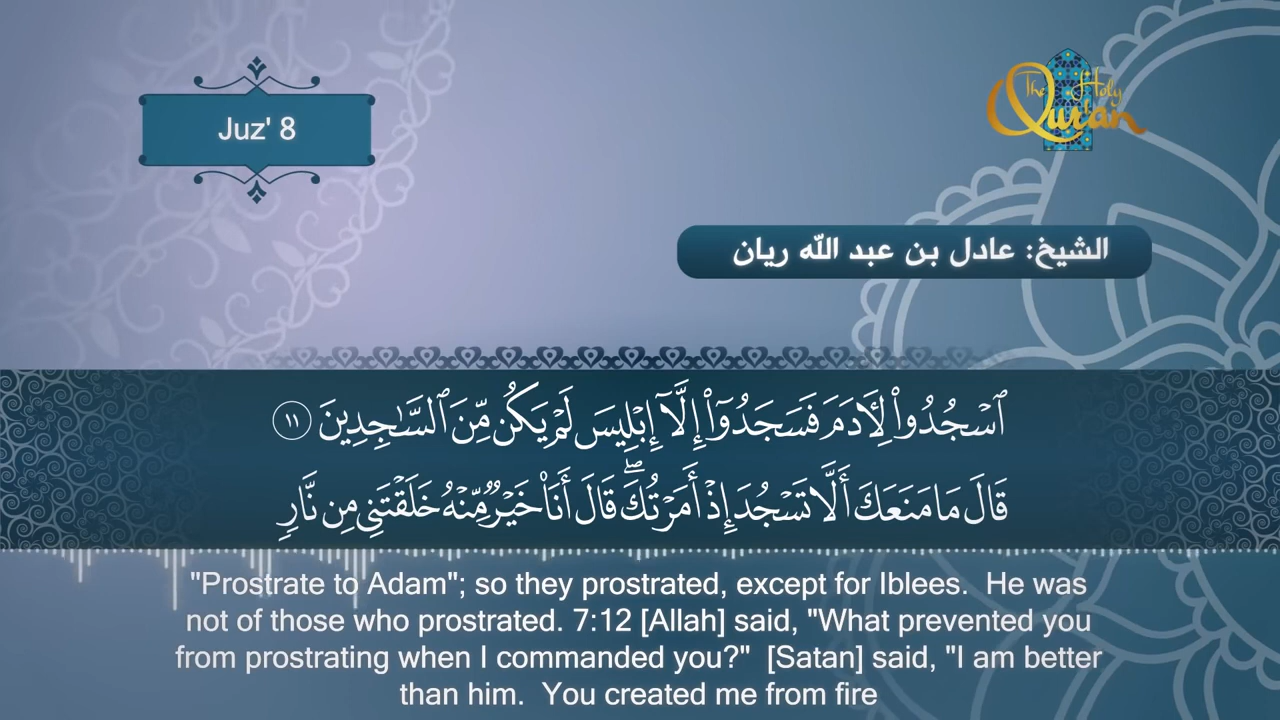 Juz' 8
The Holy
Qur'an
الشيخ: عادل بن عبد الله ريان
ٱسۡجُدُواْ لِأٓدَمَ فَسَجَدُوٓاْ إِلَّآ إِبۡلِيسَ لَمۡ يَكُن مِّنَ ٱلسَّـٰجِدِينَ ١١
قَالَ مَا مَنَعَكَ أَلَّا تَسۡجُدَ إِذۡ أَمَرۡتُكَۖ قَالَ أَنَا۠ خَيۡرٞ مِّنۡهُ خَلَقۡتَنِي مِن نَّارٖ
"Prostrate to Adam"; so they prostrated, except for Iblees. He was
not of those who prostrated. 7:12 [Allah] said, "What prevented you
from prostrating when I commanded you?" [Satan] said, "I am better
than him. You created me from fire